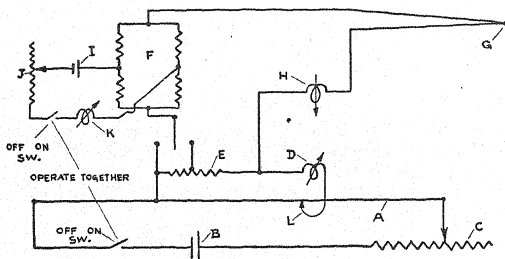 I
F
G
J
H
K
OFF ON
SW.
E
D
OPERATE TOGETHER
L
A
OFF ON
SW.
B
C